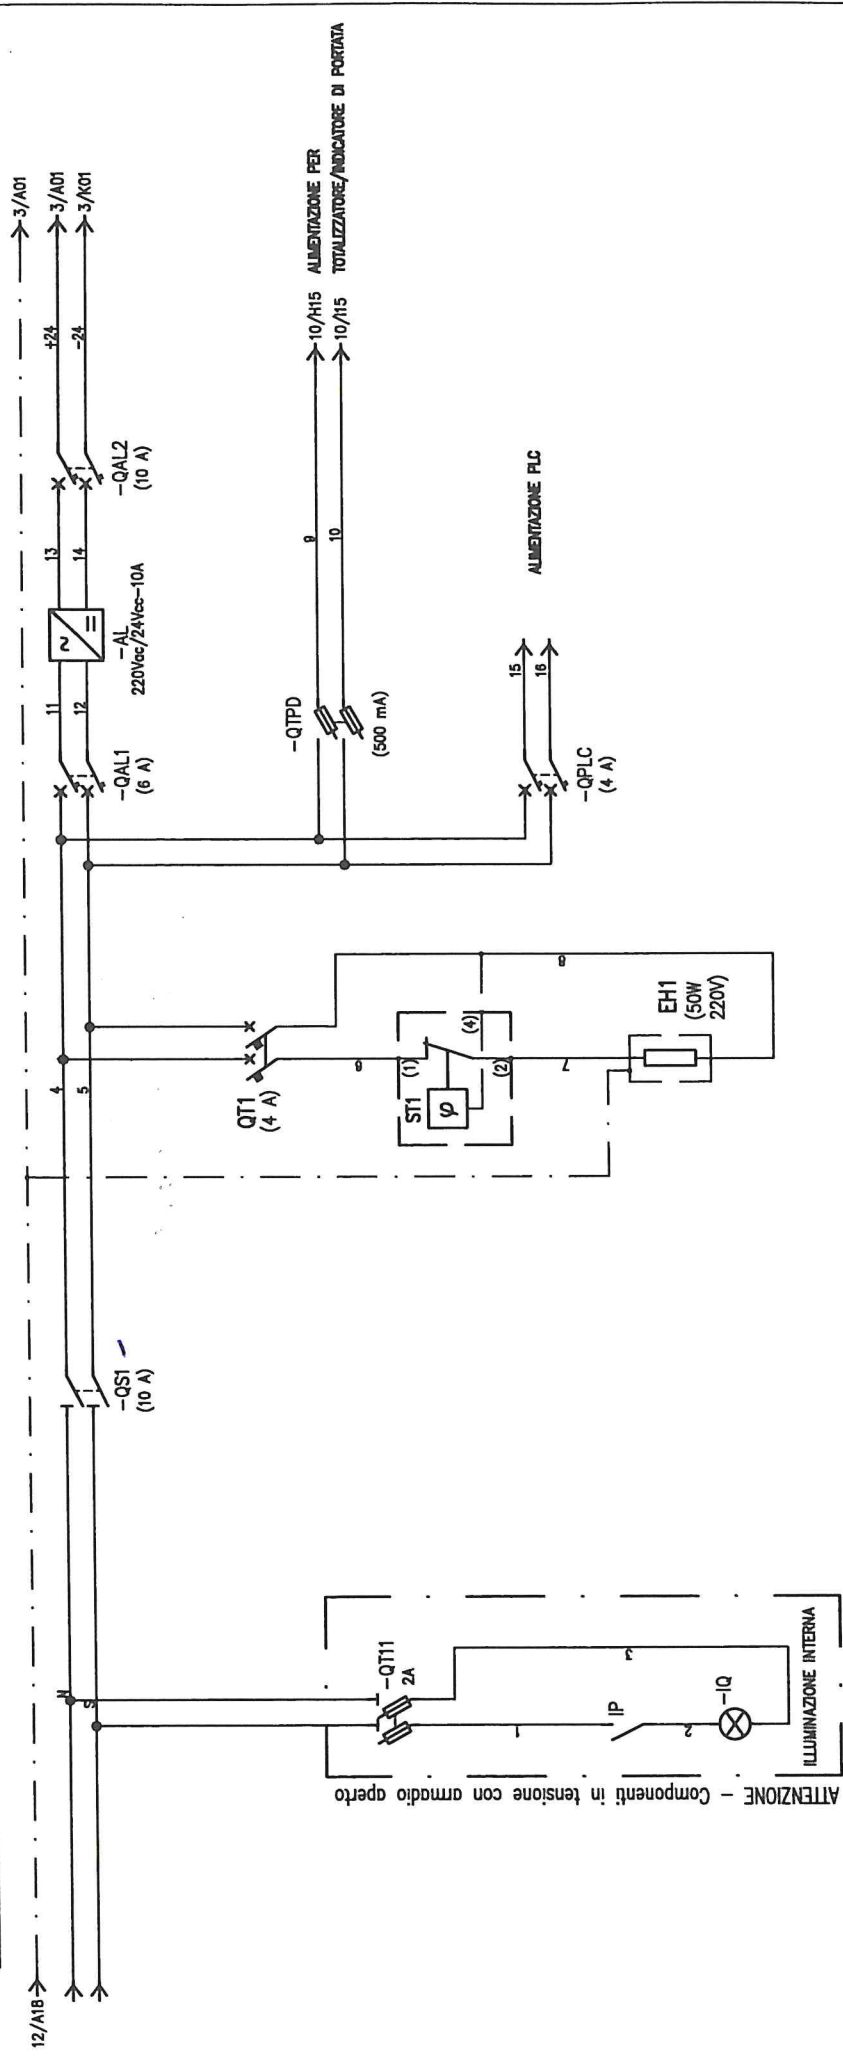 12/A1B
3/A01
3/A01
3/K01
N
S
-QS1
(10 A)
4
5
-QAL1
(6 A)
11
12
-AL
220Vac/24Vcc-10A
13
14
-QAL2
(10 A)
+24
-24
-QTPD
(500 mA)
9
10
10/H15
10/I15
ALIMENTAZIONE PER
TOTALIZZATORE/INDICATORE DI PORTATA
-QPLC
(4 A)
15
16
ALIMENTAZIONE PLC
QT1
(4 A)
6
ST1
φ
(1)
(2)
(4)
7
8
EH1
(50W
220V)
-QT11
2A
1
IP
2
-IQ
3
ILLUMINAZIONE INTERNA
ATTENZIONE - Componenti in tensione con armadio aperto